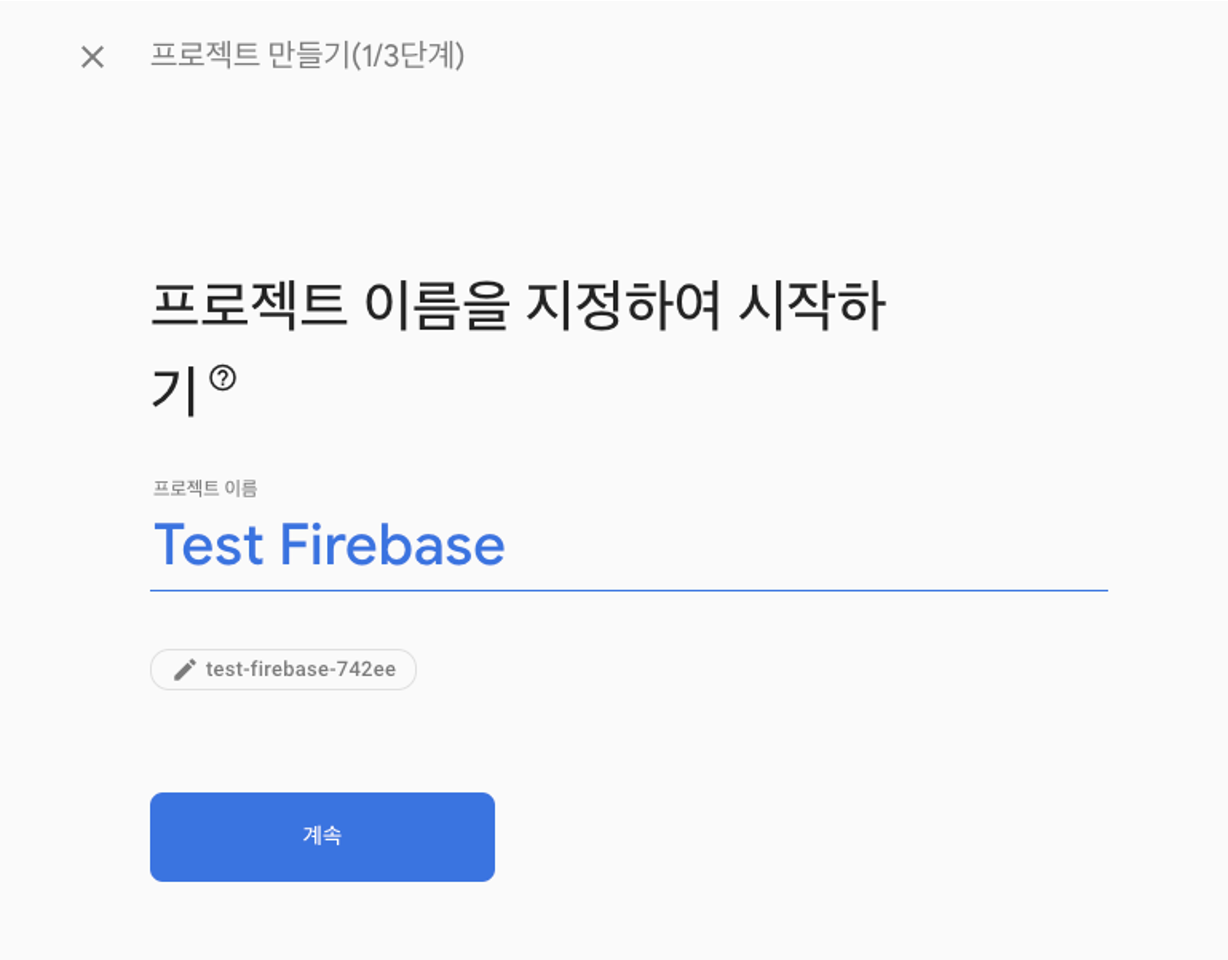 프로젝트 만들기(1/3단계)
프로젝트 이름을 지정하여 시작하
기
프로젝트 이름
Test Firebase
test-firebase-742ee
계속